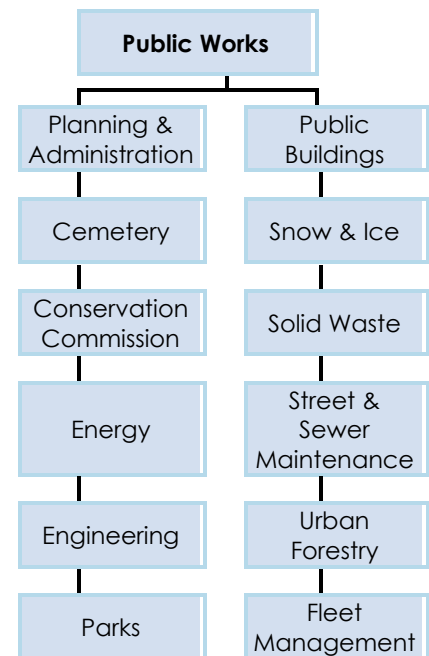 Public Works
Planning &
Administration
Cemetery
Conservation
Commission
Energy
Engineering
Parks
Public
Buildings
Snow & Ice
Solid Waste
Street &
Sewer
Maintenance
Urban
Forestry
Fleet
Management